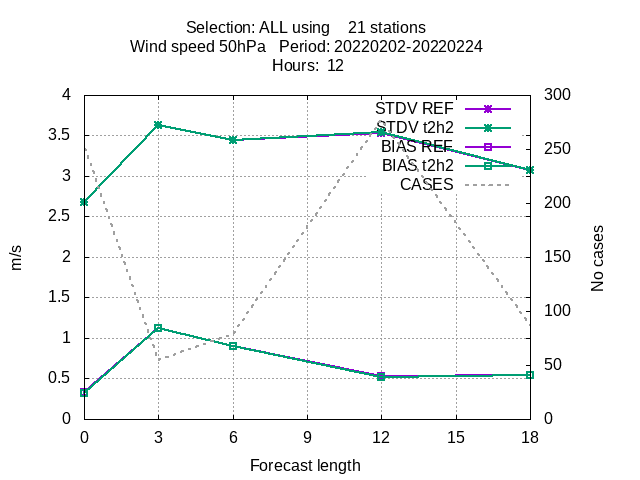 Selection: ALL using 21 stations
Wind speed 50hPa Period: 20220202-20220224
Hours: 12
4
3.5
3
2.5
2
1.5
1
0.5
0
m/s
300
250
200
150
100
50
0
No cases
STDV REF
STDV t2h2
BIAS REF
BIAS t2h2
CASES
0 3 6 9 12 15 18
Forecast length